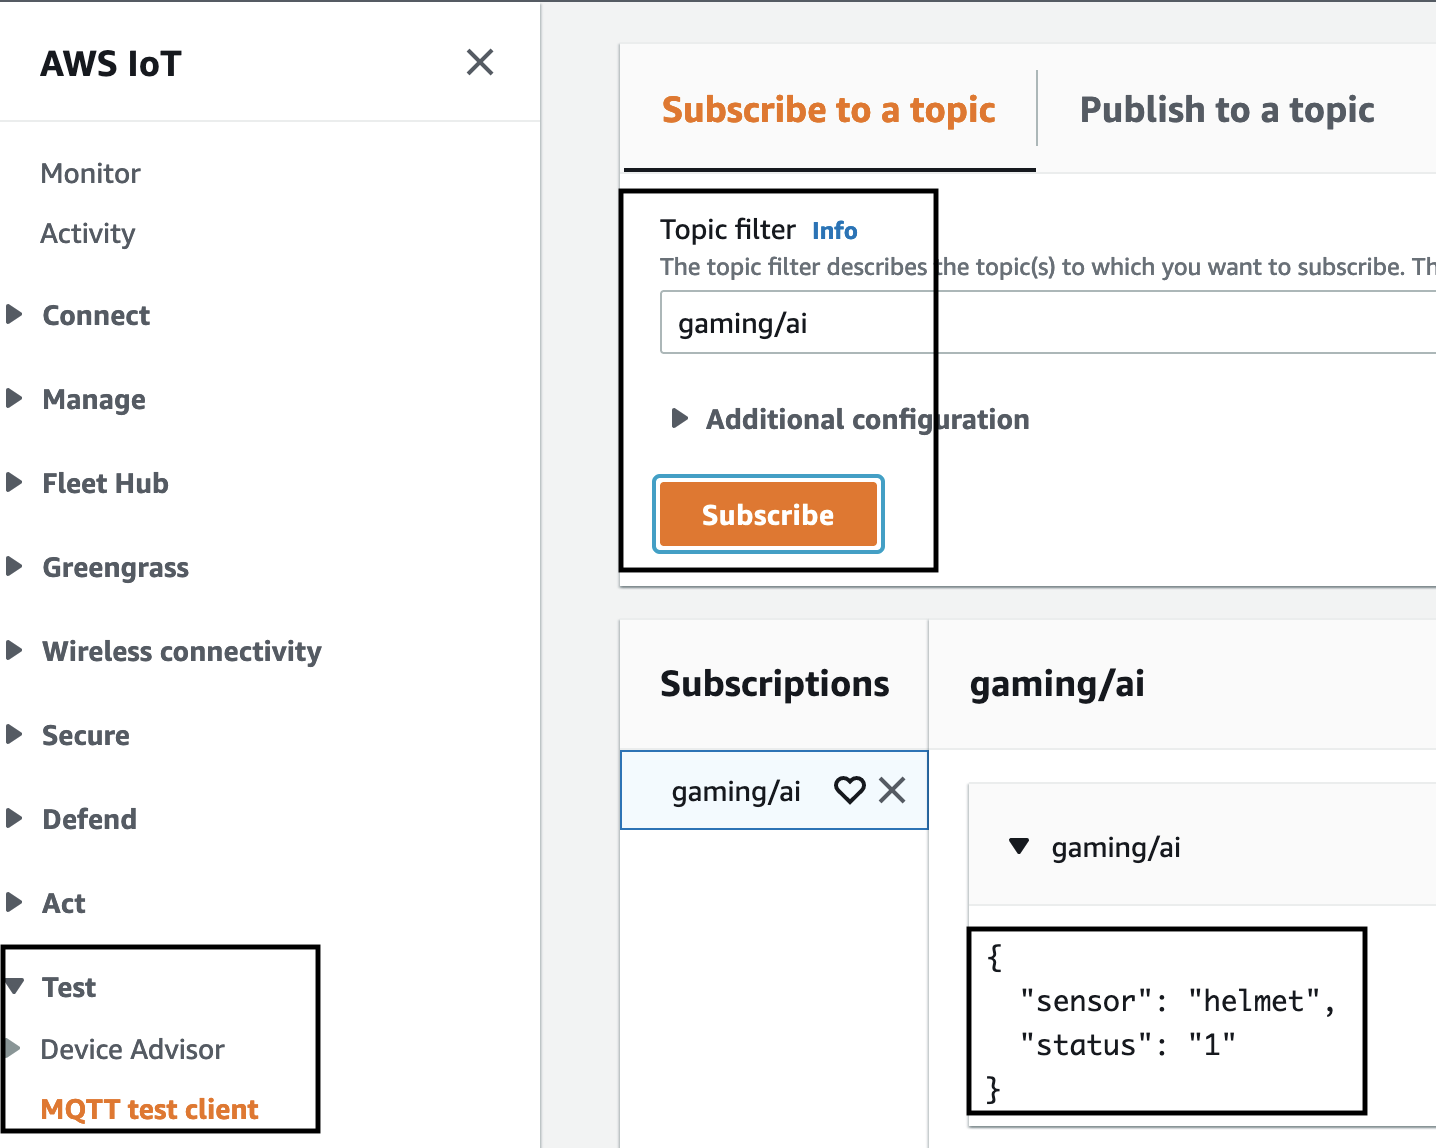 AWS IoT
Monitor
Activity
Connect
Manage
Fleet Hub
Greengrass
Wireless connectivity
Secure
Defend
Act
Test
Device Advisor
MQTT test client
Subscribe to a topic
Publish to a topic
Topic filter Info
The topic filter describes the topic(s) to which you want to subscribe. Th
gaming/ai
Additional configuration
Subscribe
Subscriptions
gaming/ai
gaming/ai
gaming/ai
{
"sensor": "helmet",
"status": "1"
}